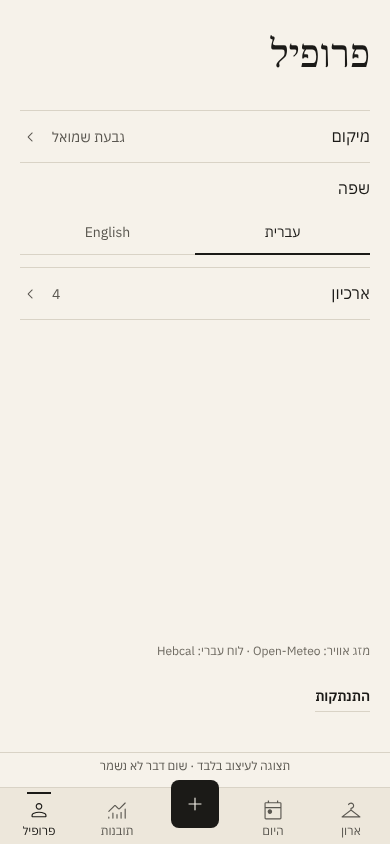 פרופיל
מיקום גבעת שמואל
שפה
עברית English
ארכיון 4
מזג אוויר: Open-Meteo · לוח עברי: Hebcal
התנתקות
תצוגה לעיצוב בלבד · שום דבר לא נשמר
ארון היום תובנות פרופיל